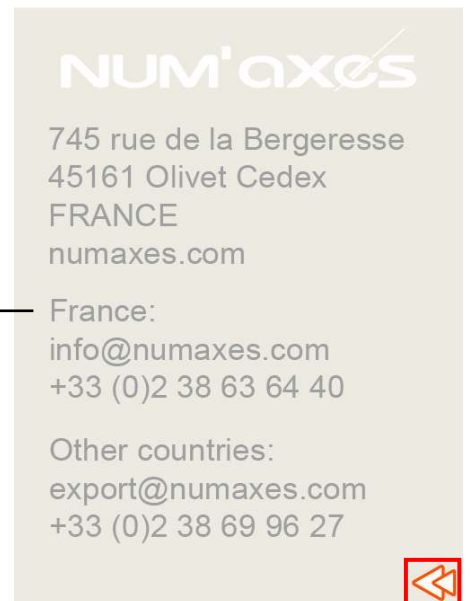 NUM'axes
745 rue de la Bergeresse
45161 Olivet Cedex
FRANCE
numaxes.com
France:
info@numaxes.com
+33 (0)2 38 63 64 40
Other countries:
export@numaxes.com
+33 (0)2 38 69 96 27